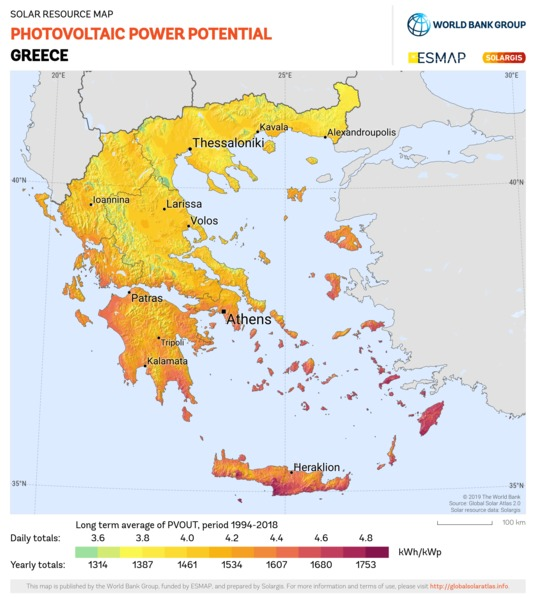 SOLAR RESOURCE MAP
PHOTOVOLTAIC POWER POTENTIAL
GREECE
WORLD BANK GROUP
ESMAP
SOLARGIS
20°E
25°E
30°E
Kavala
Alexandroupolis
Thessaloniki
40°N
40°N
Ioannina
Larissa
Volos
Patras
Athens
Tripoli
Kalamata
Heraklion
35°N
35°N
© 2019 The World Bank
Source: Global Solar Atlas 2.0
Solar resource data: Solargis
100 km
Long term average of PVOUT, period 1994-2018
Daily totals: 3.6 3.8 4.0 4.2 4.4 4.6 4.8
kWh/kWp
Yearly totals: 1314 1387 1461 1534 1607 1680 1753
This map is published by the World Bank Group, funded by ESMAP, and prepared by Solargis. For more information and terms of use, please visit http://globalsolaratlas.info.